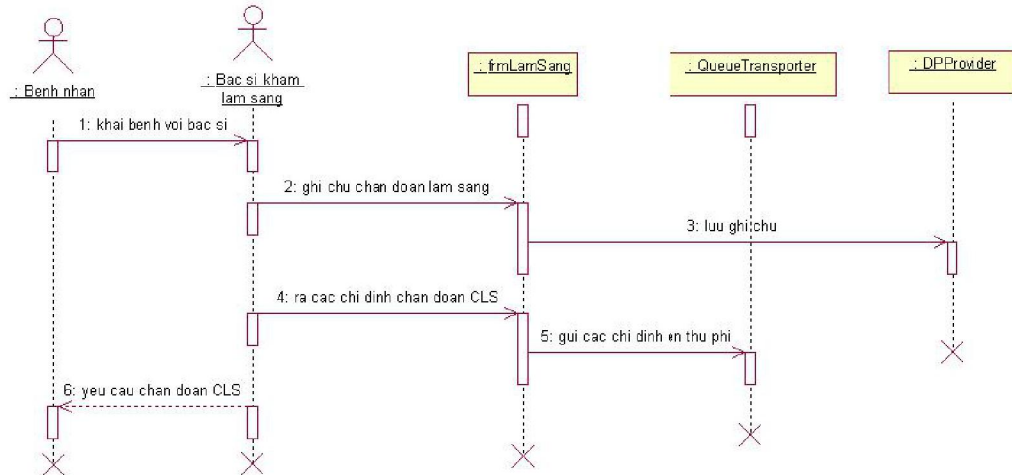 : Benh nhan
: Bac si kham
lam sang
: frmLamSang
: QueueTransporter
: DPProvider
1: khai benh voi bac si
2: ghi chu chan doan lam sang
3: luu ghi chu
4: ra cac chi dinh chan doan CLS
5: gui cac chi dinh en thu phi
6: yeu cau chan doan CLS